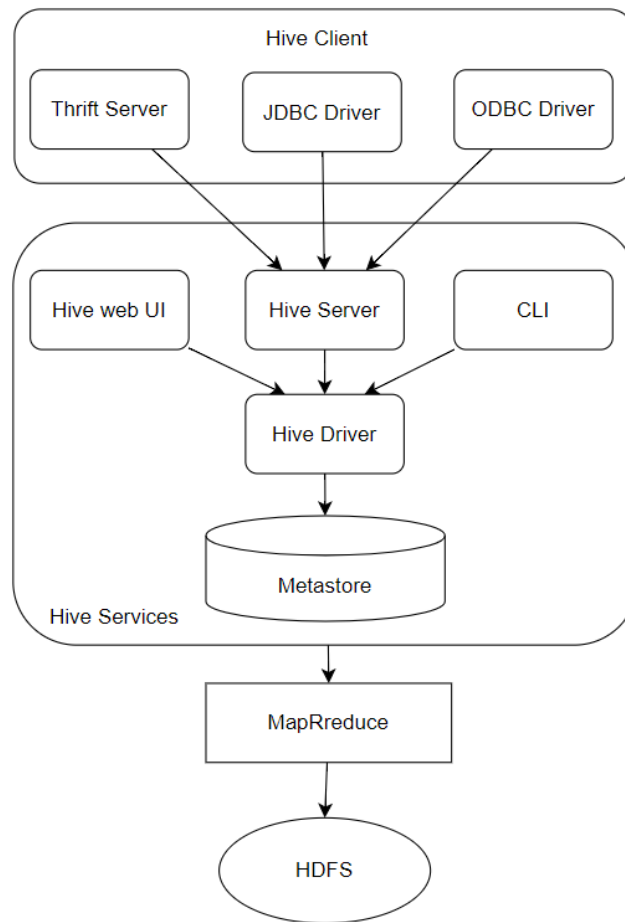 Hive Client
Thrift Server
JDBC Driver
ODBC Driver
Hive web UI
Hive Server
CLI
Hive Driver
Metastore
Hive Services
MapRreduce
HDFS